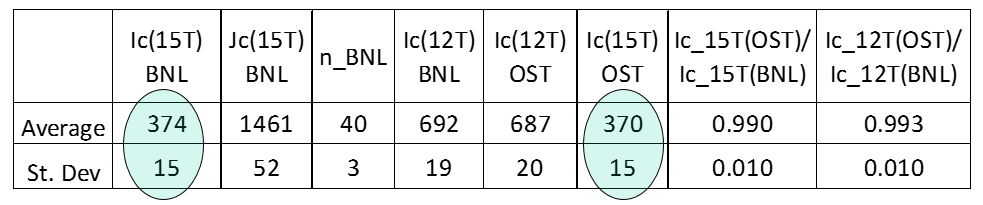 Ic(15T) Jc(15T) n_BNL Ic(12T) Ic(12T) Ic(15T) Ic_15T(OST)/ Ic_12T(OST)/
BNL BNL BNL OST OST Ic_15T(BNL) Ic_12T(BNL)
Average 374 1461 40 692 687 370 0.990 0.993
St. Dev 15 52 3 19 20 15 0.010 0.010